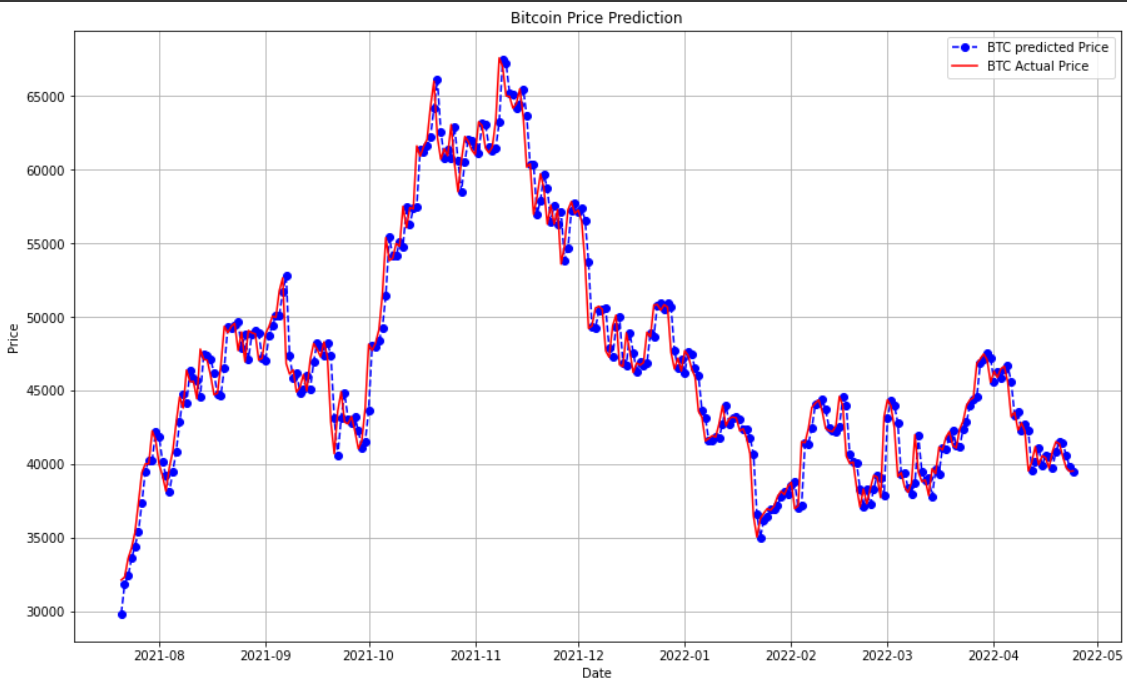 Bitcoin Price Prediction
BTC predicted Price
BTC Actual Price
65000
60000
55000
50000
45000
40000
35000
30000
Price
2021-08 2021-09 2021-10 2021-11 2021-12 2022-01 2022-02 2022-03 2022-04 2022-05
Date